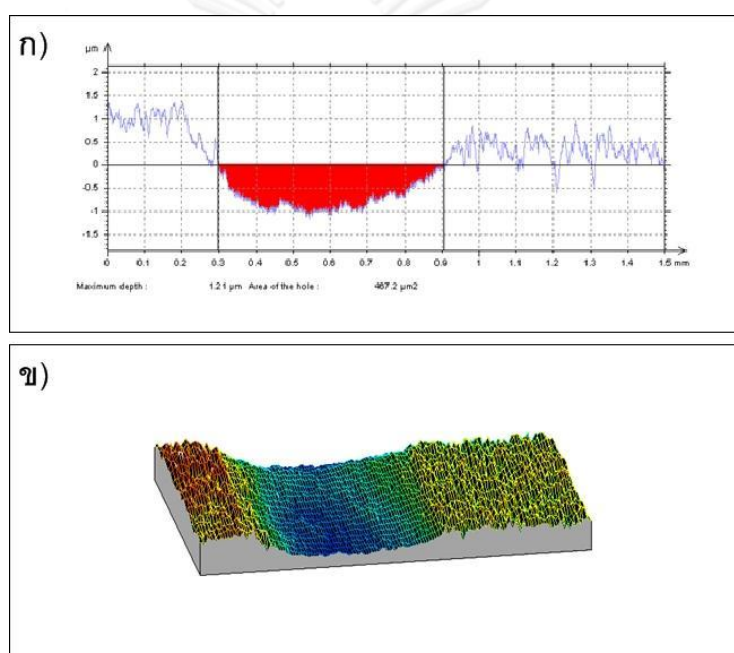 ก)
µm
2
1.5
1
0.5
0
-0.5
-1
-1.5
0 0.1 0.2 0.3 0.4 0.5 0.6 0.7 0.8 0.9 1 1.1 1.2 1.3 1.4 1.5 mm
Maximum depth : 1.21 µm Area of the hole : 467.2 µm2
ข)